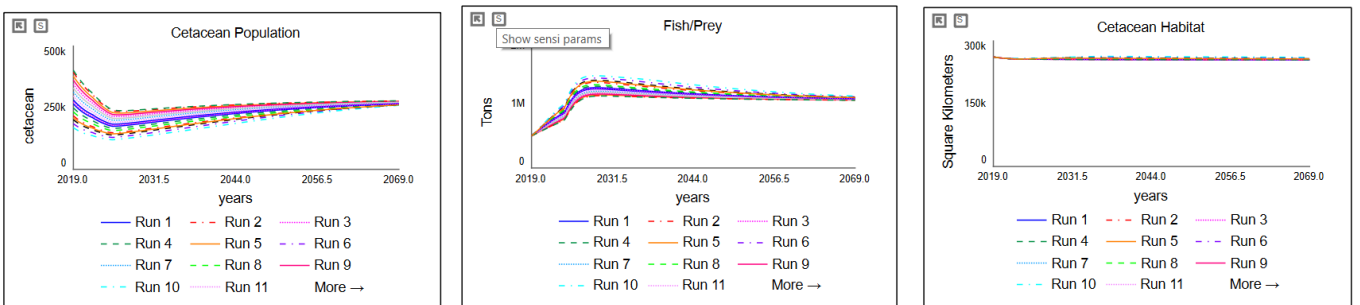 S
Cetacean Population
500k
250k
0
cetacean
2019.0 2031.5 2044.0 2056.5 2069.0
years
Run 1 Run 2 Run 3
Run 4 Run 5 Run 6
Run 7 Run 8 Run 9
Run 10 Run 11 More →
S
Fish/Prey
Show sensi params
1M
0
Tons
2019.0 2031.5 2044.0 2056.5 2069.0
years
Run 1 Run 2 Run 3
Run 4 Run 5 Run 6
Run 7 Run 8 Run 9
Run 10 Run 11 More →
S
Cetacean Habitat
300k
150k
0
Square Kilometers
2019.0 2031.5 2044.0 2056.5 2069.0
years
Run 1 Run 2 Run 3
Run 4 Run 5 Run 6
Run 7 Run 8 Run 9
Run 10 Run 11 More →